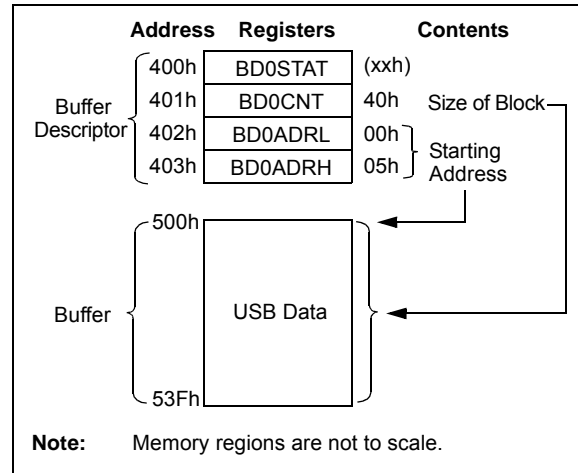 Address Registers Contents
400h BD0STAT (xxh)
401h BD0CNT 40h Size of Block
Buffer
Descriptor
402h BD0ADRL 00h
403h BD0ADRH 05h
Starting
Address
500h
Buffer USB Data
53Fh
Note: Memory regions are not to scale.